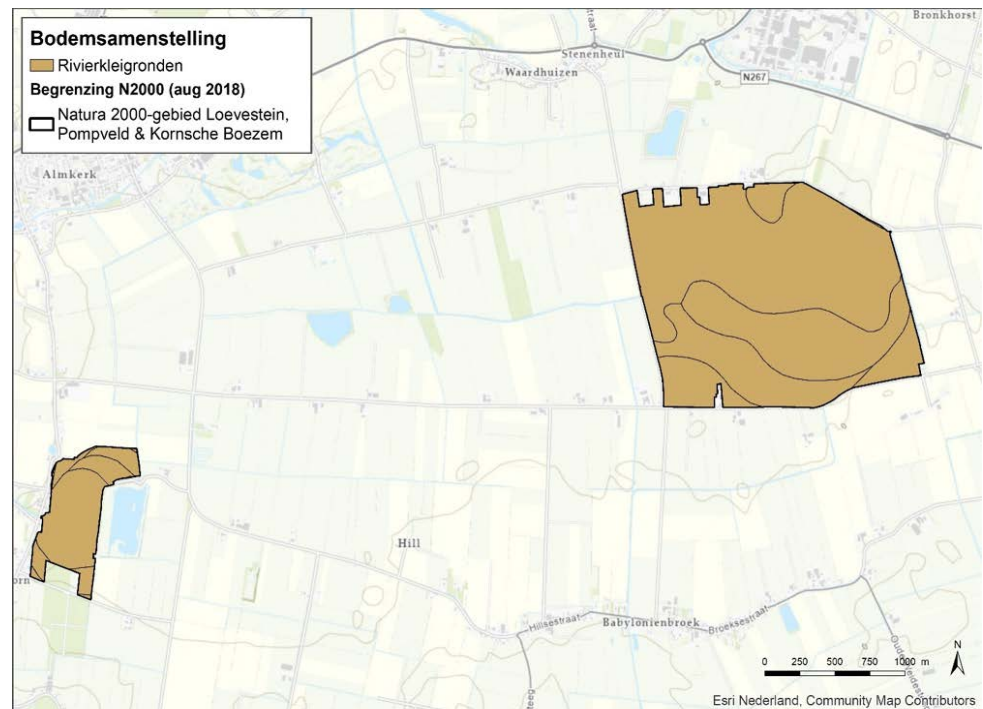 Bodemsamenstelling
Rivierkleigronden
Begrenzing N2000 (aug 2018)
Natura 2000-gebied Loevestein,
Pompveld & Kornsche Boezem
Bronkhorst
Stenenheul
Waardhuizen
N267
Almkerk
Hill
orn
Hillsestraat
Babylonienbroek
Broeksestraat
N
0 250 500 750 1000 m
Esri Nederland, Community Map Contributors